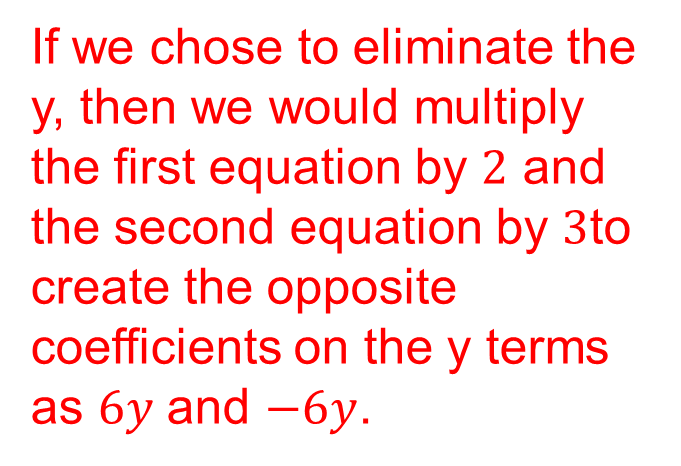 If we chose to eliminate the
y, then we would multiply
the first equation by 2 and
the second equation by 3to
create the opposite
coefficients on the y terms
as 6y and −6y.